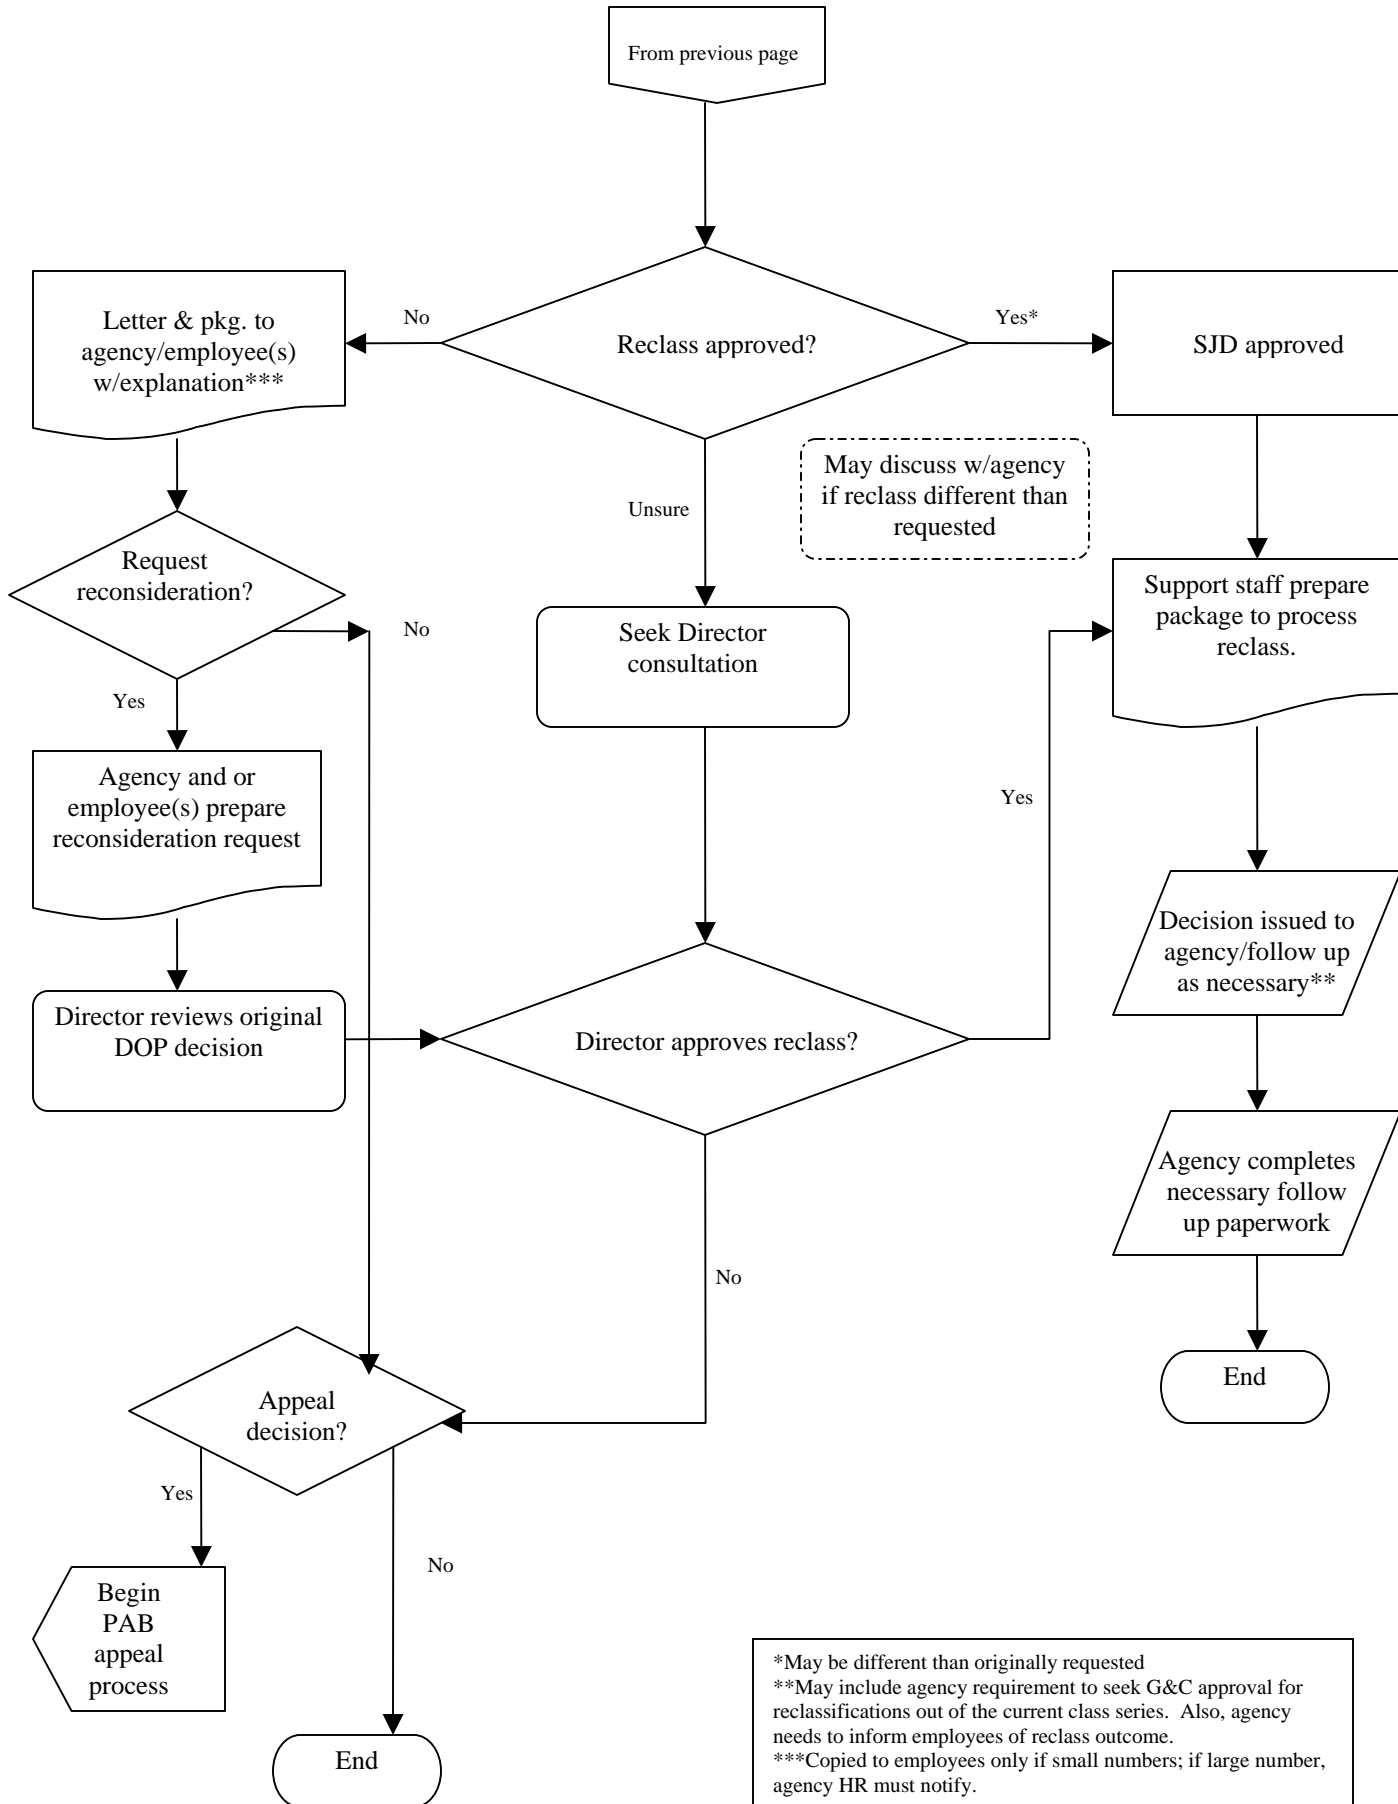 From previous page
Letter & pkg. to
agency/employee(s)
w/explanation***
No
Reclass approved?
Yes*
SJD approved
May discuss w/agency
if reclass different than
requested
Unsure
Request
reconsideration?
No
Seek Director
consultation
Support staff prepare
package to process
reclass.
Yes
Agency and or
employee(s) prepare
reconsideration request
Yes
Decision issued to
agency/follow up
as necessary**
Director reviews original
DOP decision
Director approves reclass?
Agency completes
necessary follow
up paperwork
No
End
Appeal
decision?
Yes
No
Begin
PAB
appeal
process
End
*May be different than originally requested
**May include agency requirement to seek G&C approval for
reclassifications out of the current class series.  Also, agency
needs to inform employees of reclass outcome.
***Copied to employees only if small numbers; if large number,
agency HR must notify.